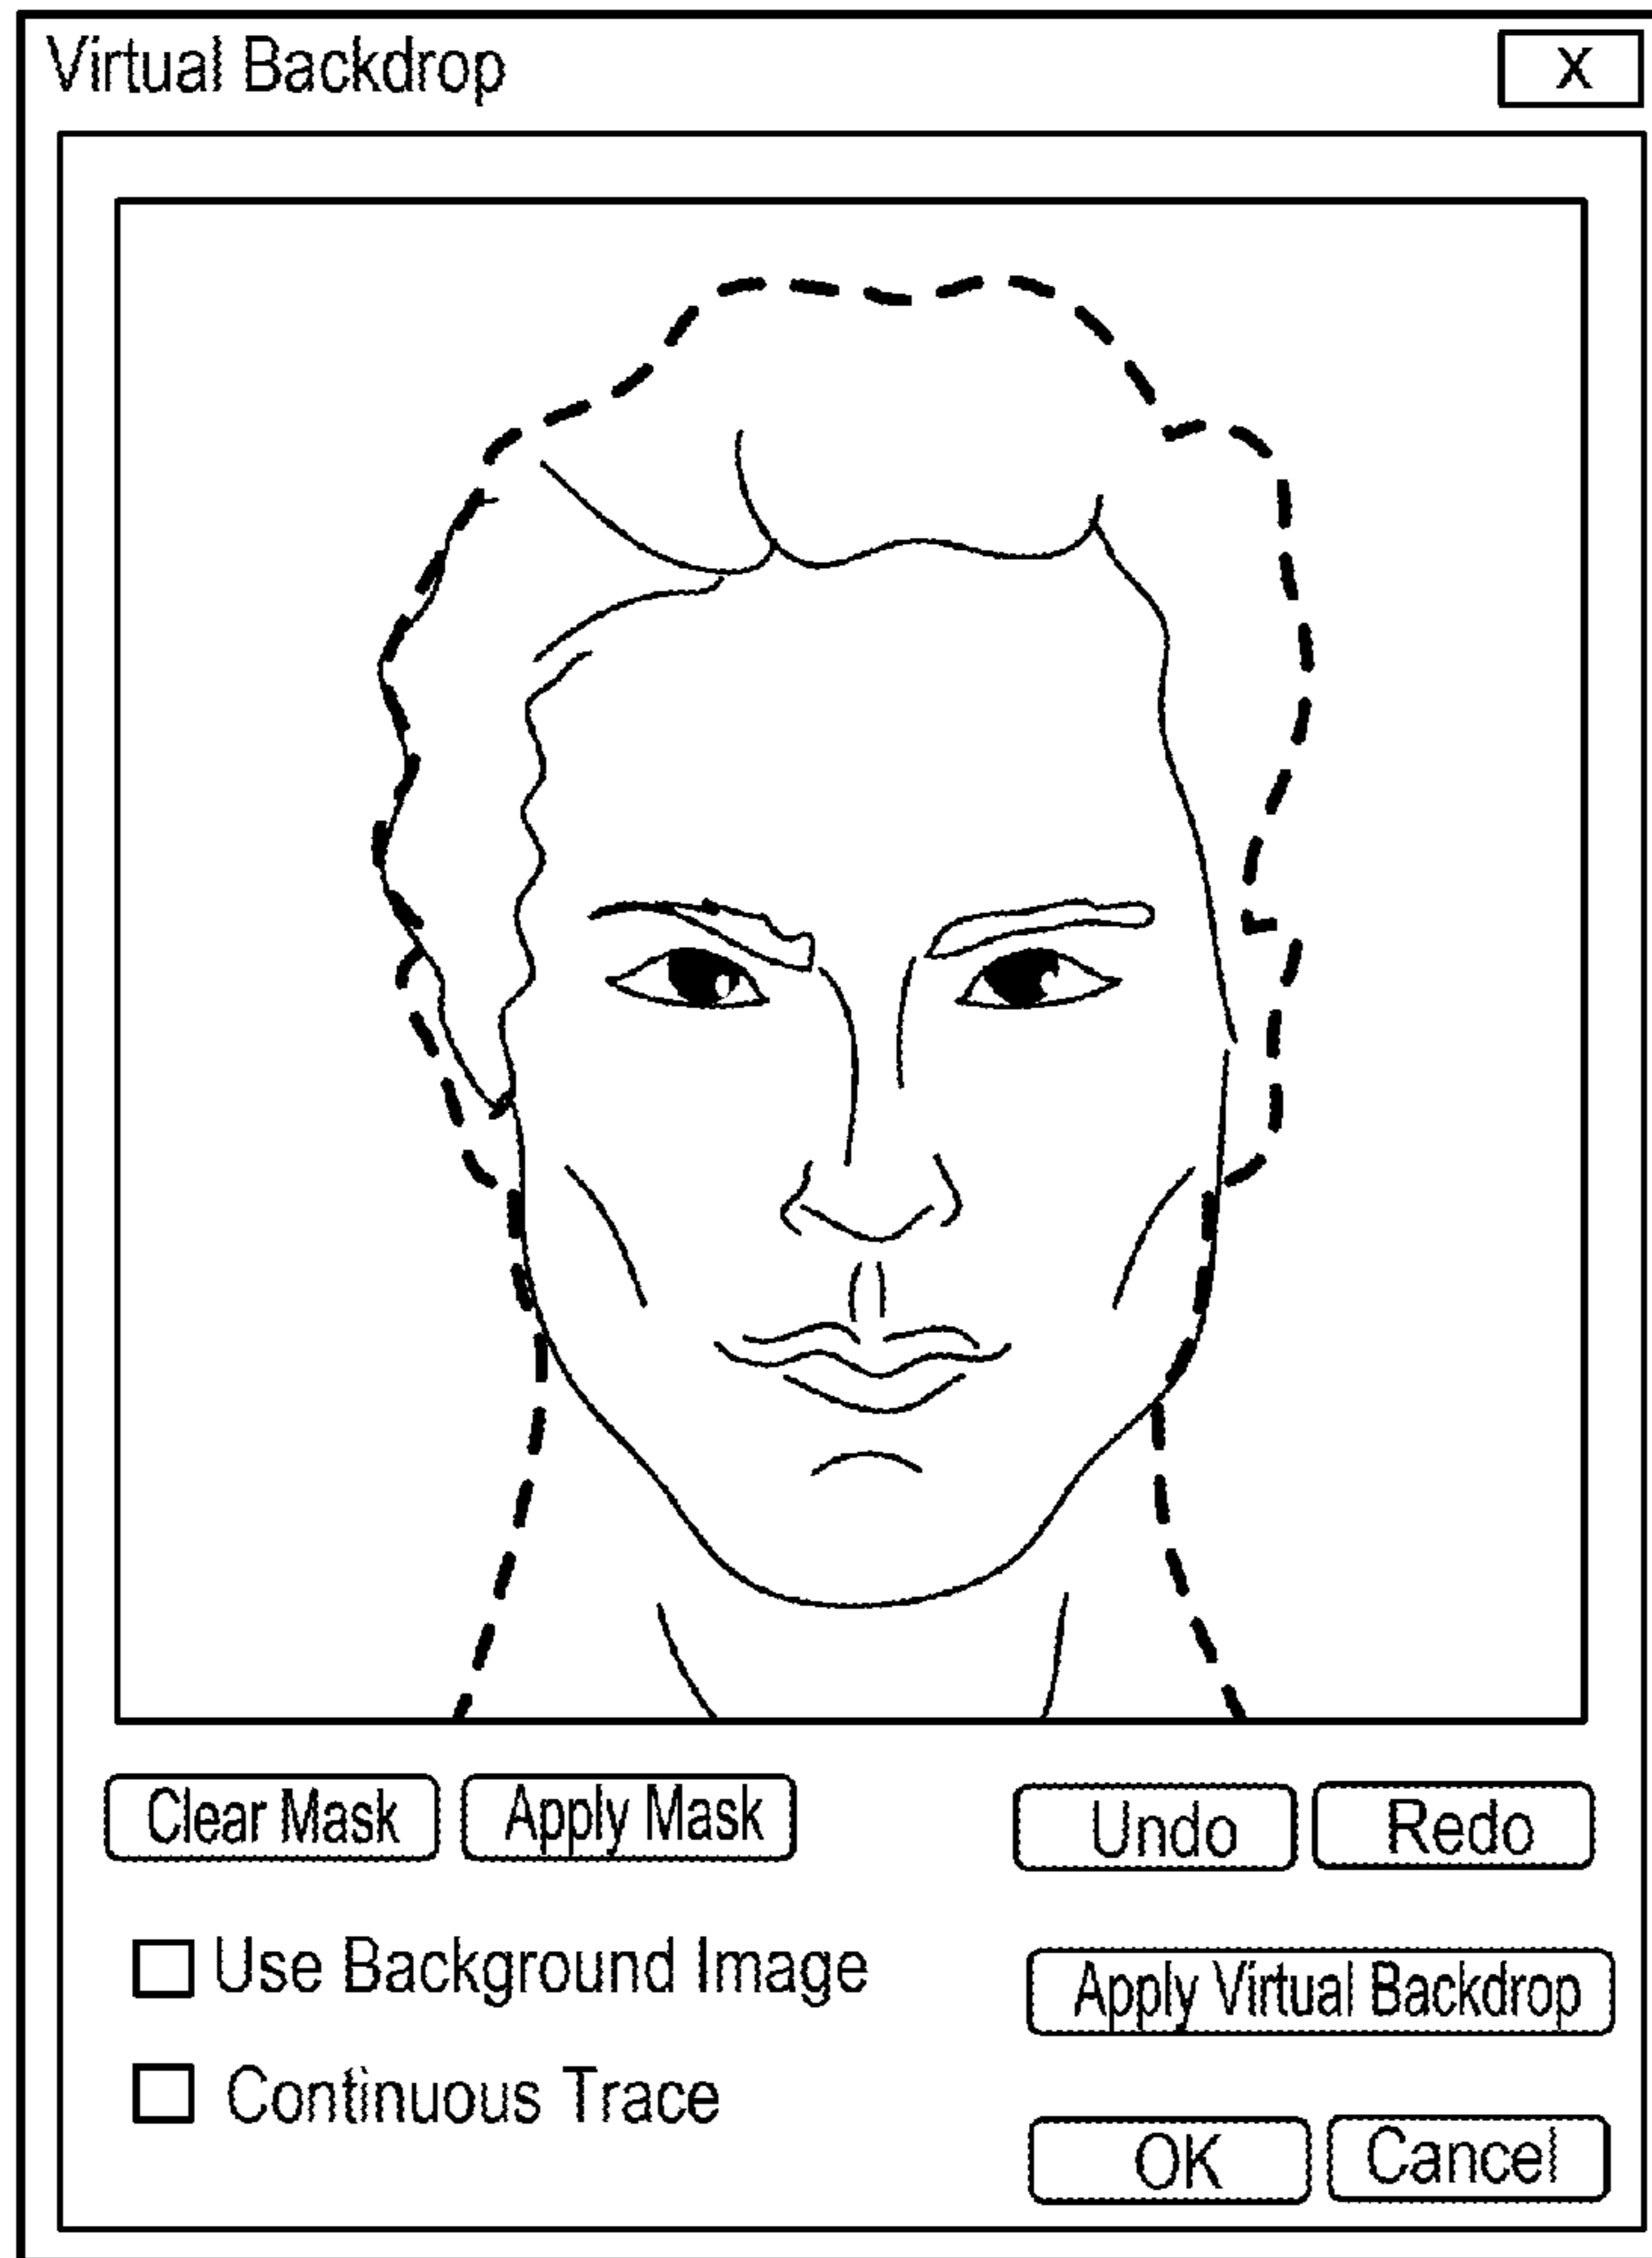 Virtual Backdrop X
Clear Mask Apply Mask Undo Redo
Use Background Image Apply Virtual Backdrop
Continuous Trace
OK Cancel